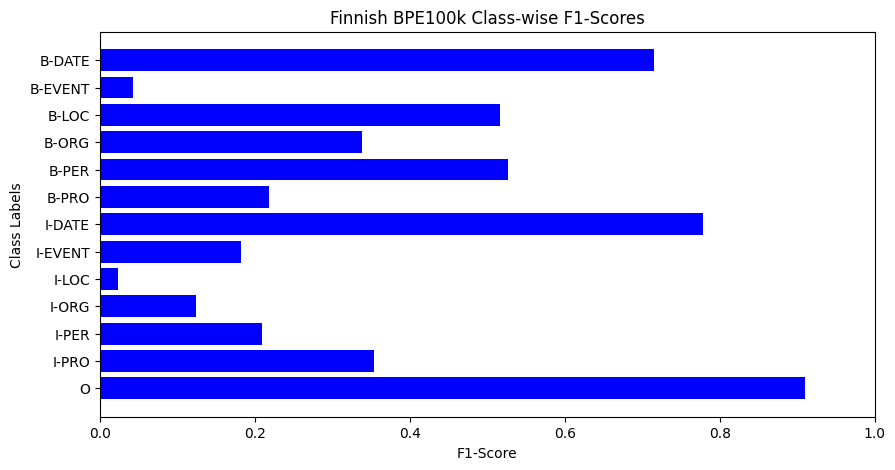 Finnish BPE100k Class-wise F1-Scores
B-DATE
B-EVENT
B-LOC
B-ORG
B-PER
B-PRO
I-DATE
I-EVENT
I-LOC
I-ORG
I-PER
I-PRO
O
Class Labels
0.0 0.2 0.4 0.6 0.8 1.0
F1-Score